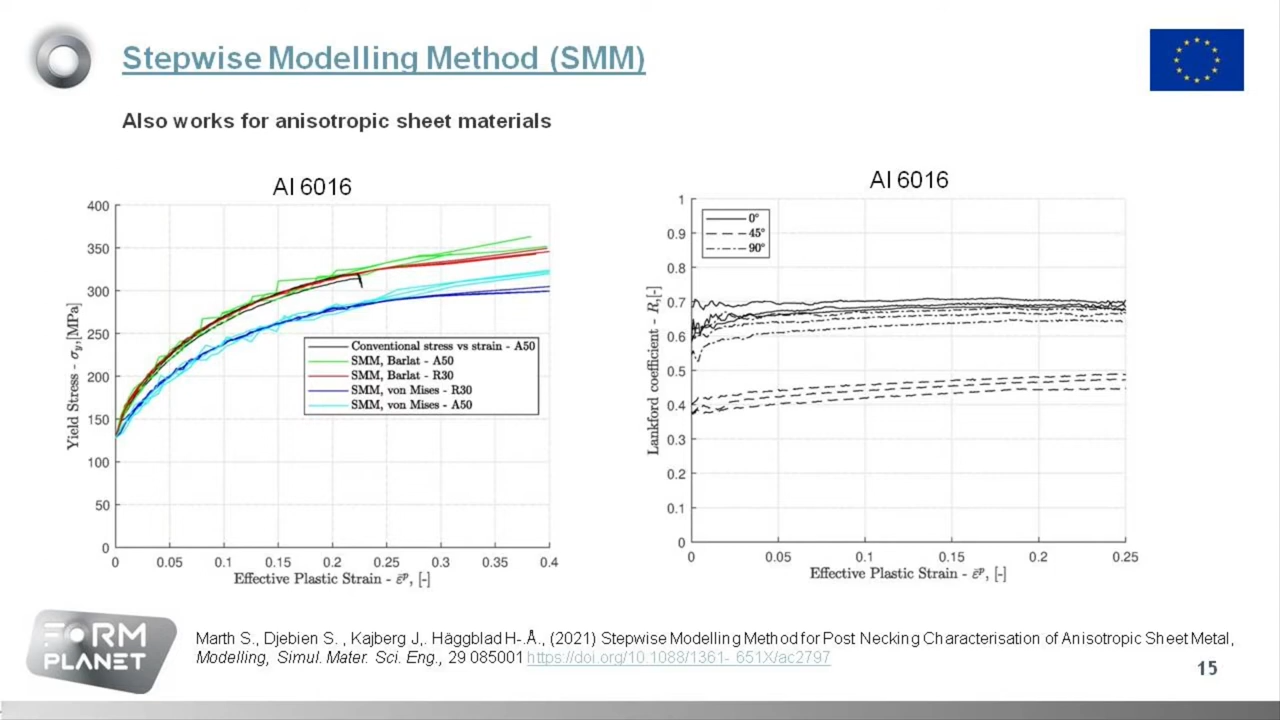 Stepwise Modelling Method (SMM)
Also works for anisotropic sheet materials
Al 6016
400
350
300
250
200
150
100
50
0
0 0.05 0.1 0.15 0.2 0.25 0.3 0.35 0.4
Yield Stress - σy, [MPa]
Effective Plastic Strain - ε̄ᵖ, [-]
Conventional stress vs strain - A50
SMM, Barlat - A50
SMM, Barlat - R30
SMM, von Mises - R30
SMM, von Mises - A50
Al 6016
1
0.9
0.8
0.7
0.6
0.5
0.4
0.3
0.2
0.1
0
0 0.05 0.1 0.15 0.2 0.25
Lankford coefficient - R, [-]
Effective Plastic Strain - ε̄ᵖ, [-]
0°
45°
90°
FORM
PLANET
Marth S., Djebien S. , Kajberg J,. Häggblad H-.Å., (2021) Stepwise Modelling Method for Post Necking Characterisation of Anisotropic Sheet Metal,
Modelling, Simul. Mater. Sci. Eng., 29 085001 https://doi.org/10.1088/1361- 651X/ac2797
15